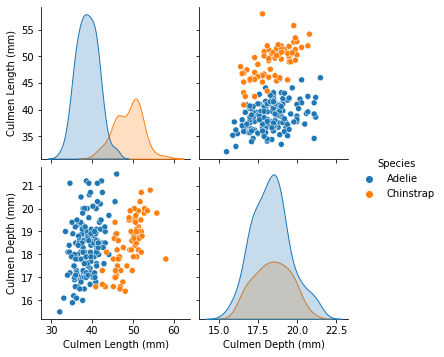 55
50
45
40
35
Culmen Length (mm)
21
20
19
18
17
16
Culmen Depth (mm)
30 40 50 60
Culmen Length (mm)
15.0 17.5 20.0 22.5
Culmen Depth (mm)
Species
Adelie
Chinstrap